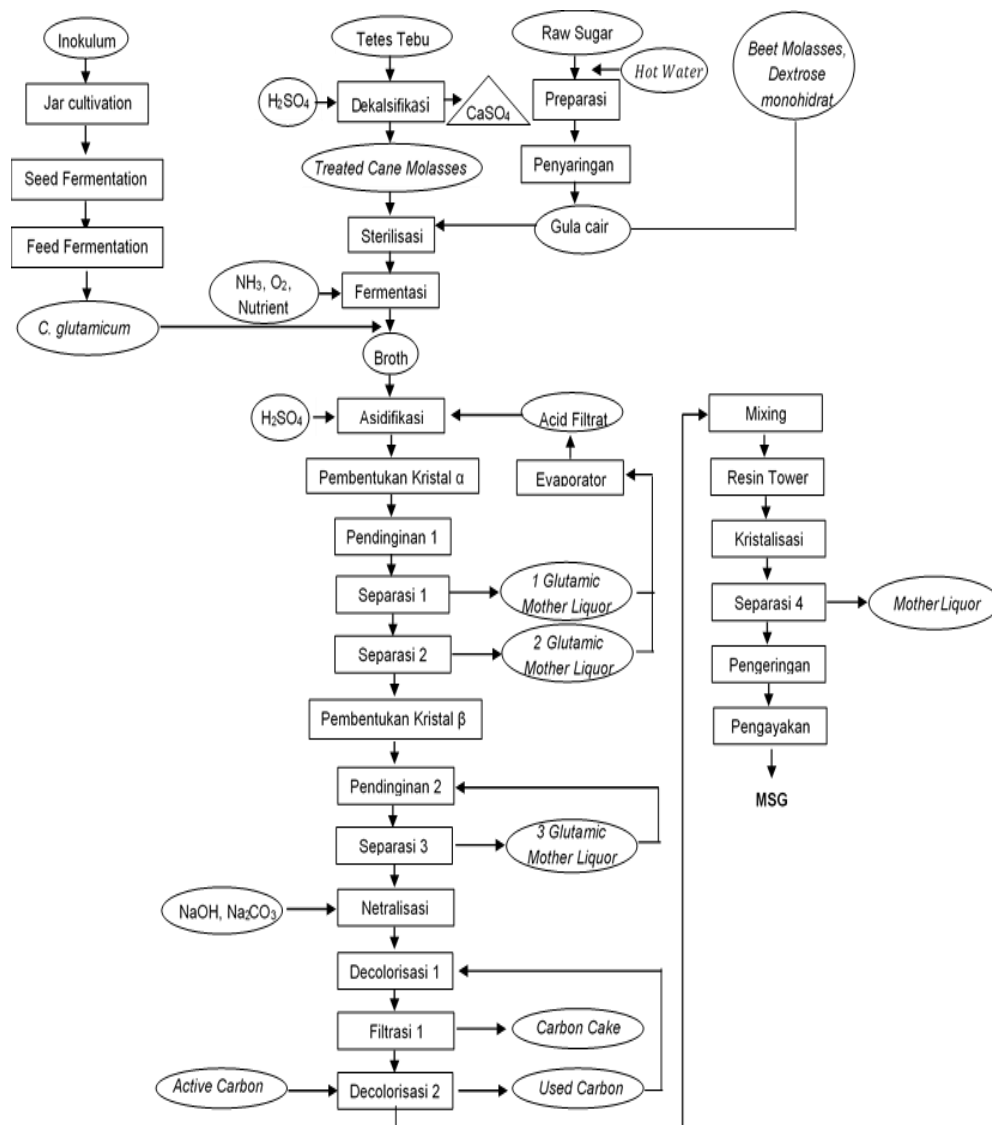 Inokulum
Jar cultivation
Seed Fermentation
Feed Fermentation
C. glutamicum
Tetes Tebu
H₂SO₄
Dekalsifikasi
CaSO₄
Treated Cane Molasses
Raw Sugar
Hot Water
Preparasi
Penyaringan
Gula cair
Beet Molasses,
Dextrose
monohidrat
Sterilisasi
NH₃, O₂,
Nutrient
Fermentasi
Broth
H₂SO₄
Asidifikasi
Acid Filtrat
Evaporator
Pembentukan Kristal α
Pendinginan 1
Separasi 1
1 Glutamic
Mother Liquor
Separasi 2
2 Glutamic
Mother Liquor
Pembentukan Kristal β
Pendinginan 2
Separasi 3
3 Glutamic
Mother Liquor
NaOH, Na₂CO₃
Netralisasi
Decolorisasi 1
Filtrasi 1
Carbon Cake
Active Carbon
Decolorisasi 2
Used Carbon
Mixing
Resin Tower
Kristalisasi
Separasi 4
Mother Liquor
Pengeringan
Pengayakan
MSG